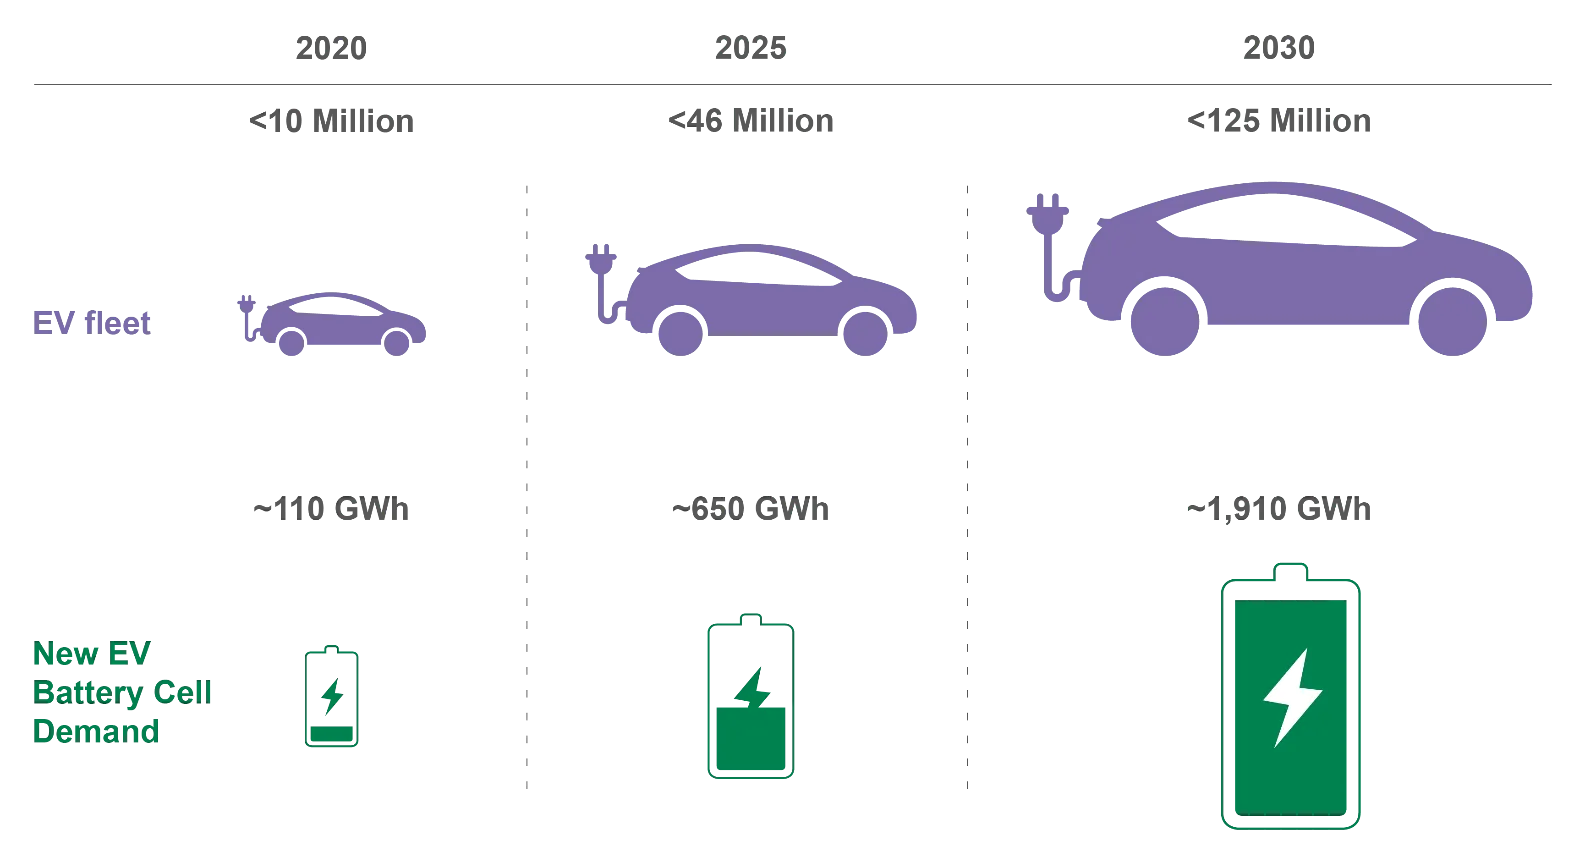 2020 2025 2030
<10 Million <46 Million <125 Million
EV fleet
~110 GWh ~650 GWh ~1,910 GWh
New EV
Battery Cell
Demand